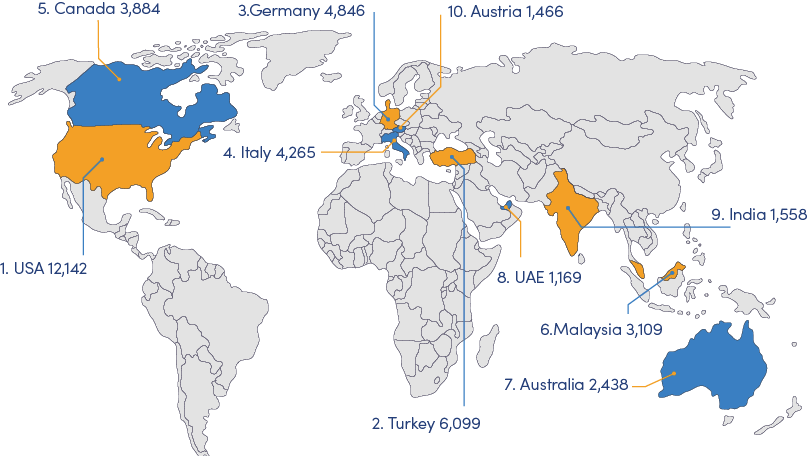 5. Canada 3,884
3.Germany 4,846
10. Austria 1,466
4. Italy 4,265
9. India 1,558
1. USA 12,142
8. UAE 1,169
6.Malaysia 3,109
7. Australia 2,438
2. Turkey 6,099